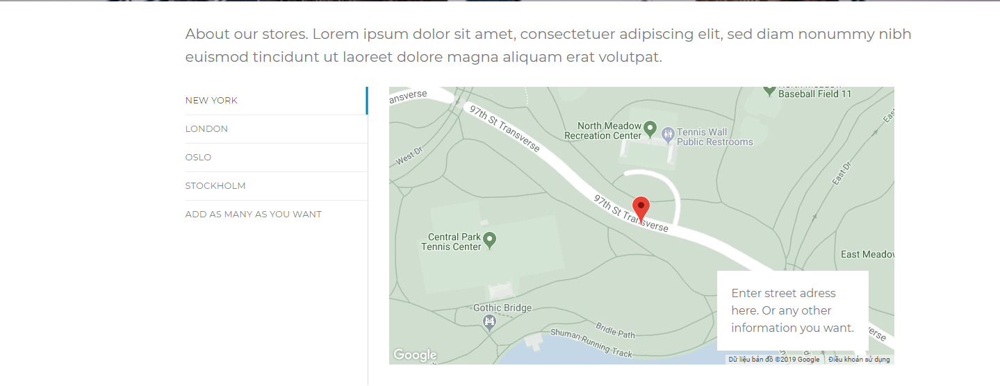 About our stores. Lorem ipsum dolor sit amet, consectetuer adipiscing elit, sed diam nonummy nibh
euismod tincidunt ut laoreet dolore magna aliquam erat volutpat.
NEW YORK
LONDON
OSLO
STOCKHOLM
ADD AS MANY AS YOU WANT
ansverse
97th St Transverse
Baseball Field 11
North Meadow
Recreation Center
Tennis Wall
Public Restrooms
West Dr
East Dr
97th St Transverse
Central Park
Tennis Center
East Meadow
Gothic Bridge
Bridle Path
Shuman Running Track
Enter street adress
here. Or any other
information you want.
Google
Dữ liệu bản đồ ©2019 Google
Điều khoản sử dụng